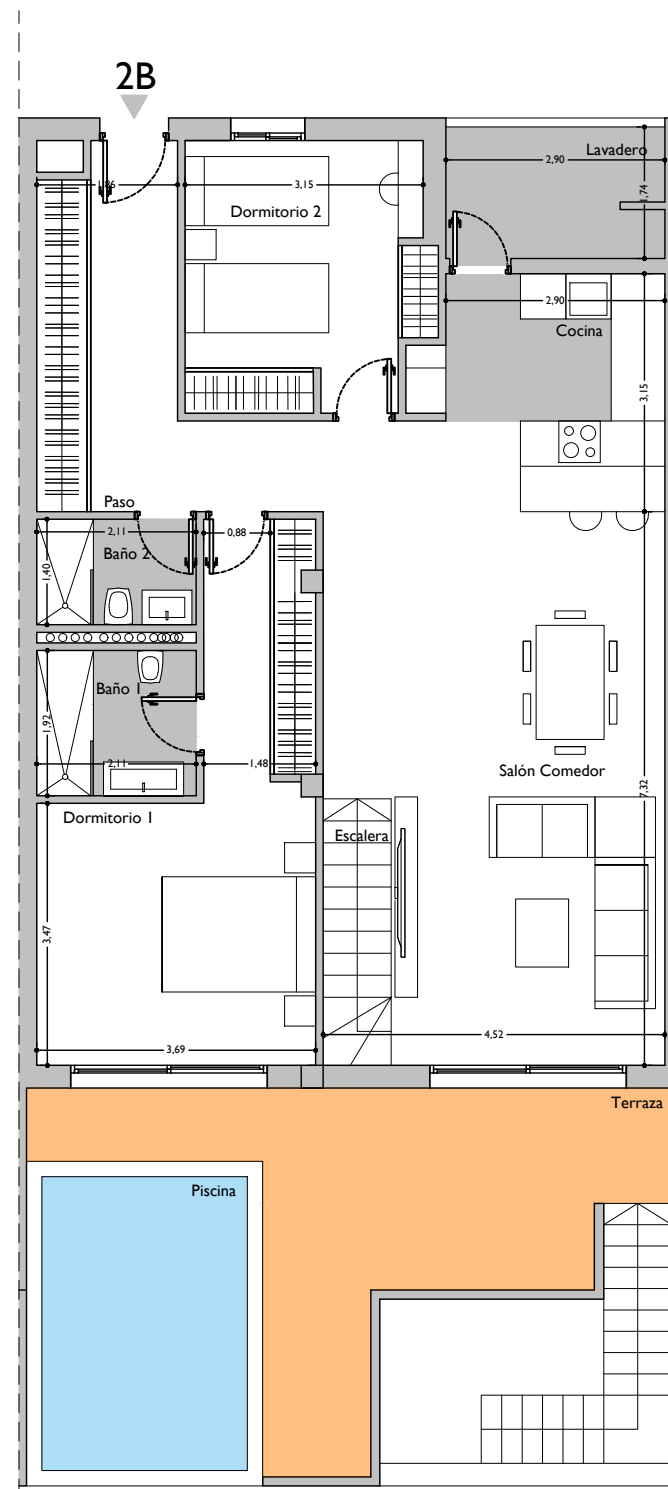 2B
Lavadero
2,90
1,74
3,15
Dormitorio 2
2,90
Cocina
3,15
Paso
2,11
0,88
Baño 2
1,40
Baño 1
1,92
2,11
1,48
Salón Comedor
7,32
Dormitorio 1
Escalera
3,47
3,69
4,52
Terraza
Piscina